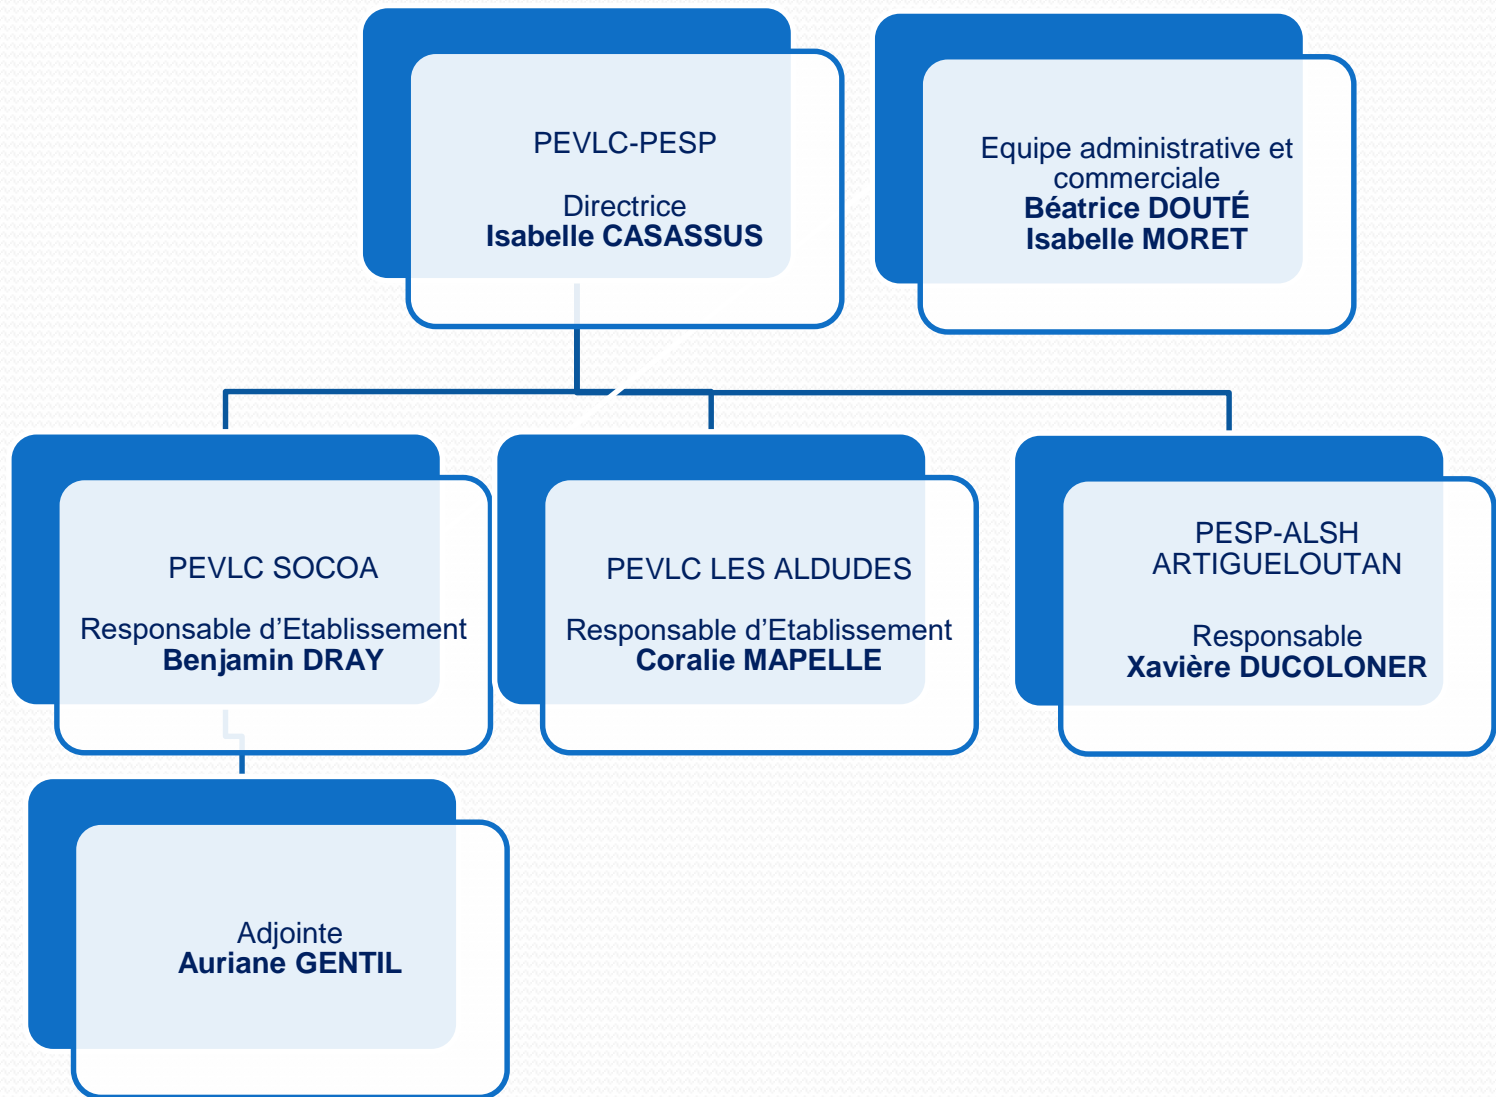 PEVLC-PESP
Directrice
Isabelle CASASSUS
Equipe administrative et
commerciale
Béatrice DOUTÉ
Isabelle MORET
PEVLC SOCOA
Responsable d’Etablissement
Benjamin DRAY
PEVLC LES ALDUDES
Responsable d’Etablissement
Coralie MAPELLE
PESP-ALSH
ARTIGUELOUTAN
Responsable
Xavière DUCOLONER
Adjointe
Auriane GENTIL